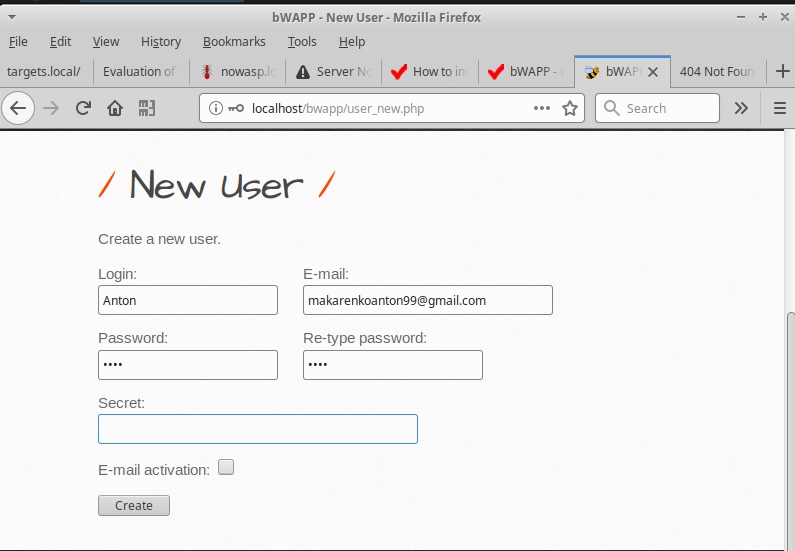 bWAPP - New User - Mozilla Firefox
File Edit View History Bookmarks Tools Help
targets.local/ Evaluation of nowasp.lo Server No How to ins bWAPP - bWAPP 404 Not Foun
localhost/bwapp/user_new.php Search
/ New User /
Create a new user.
Login: E-mail:
Anton makarenkoanton99@gmail.com
Password: Re-type password:
•••• ••••
Secret:
E-mail activation:
Create